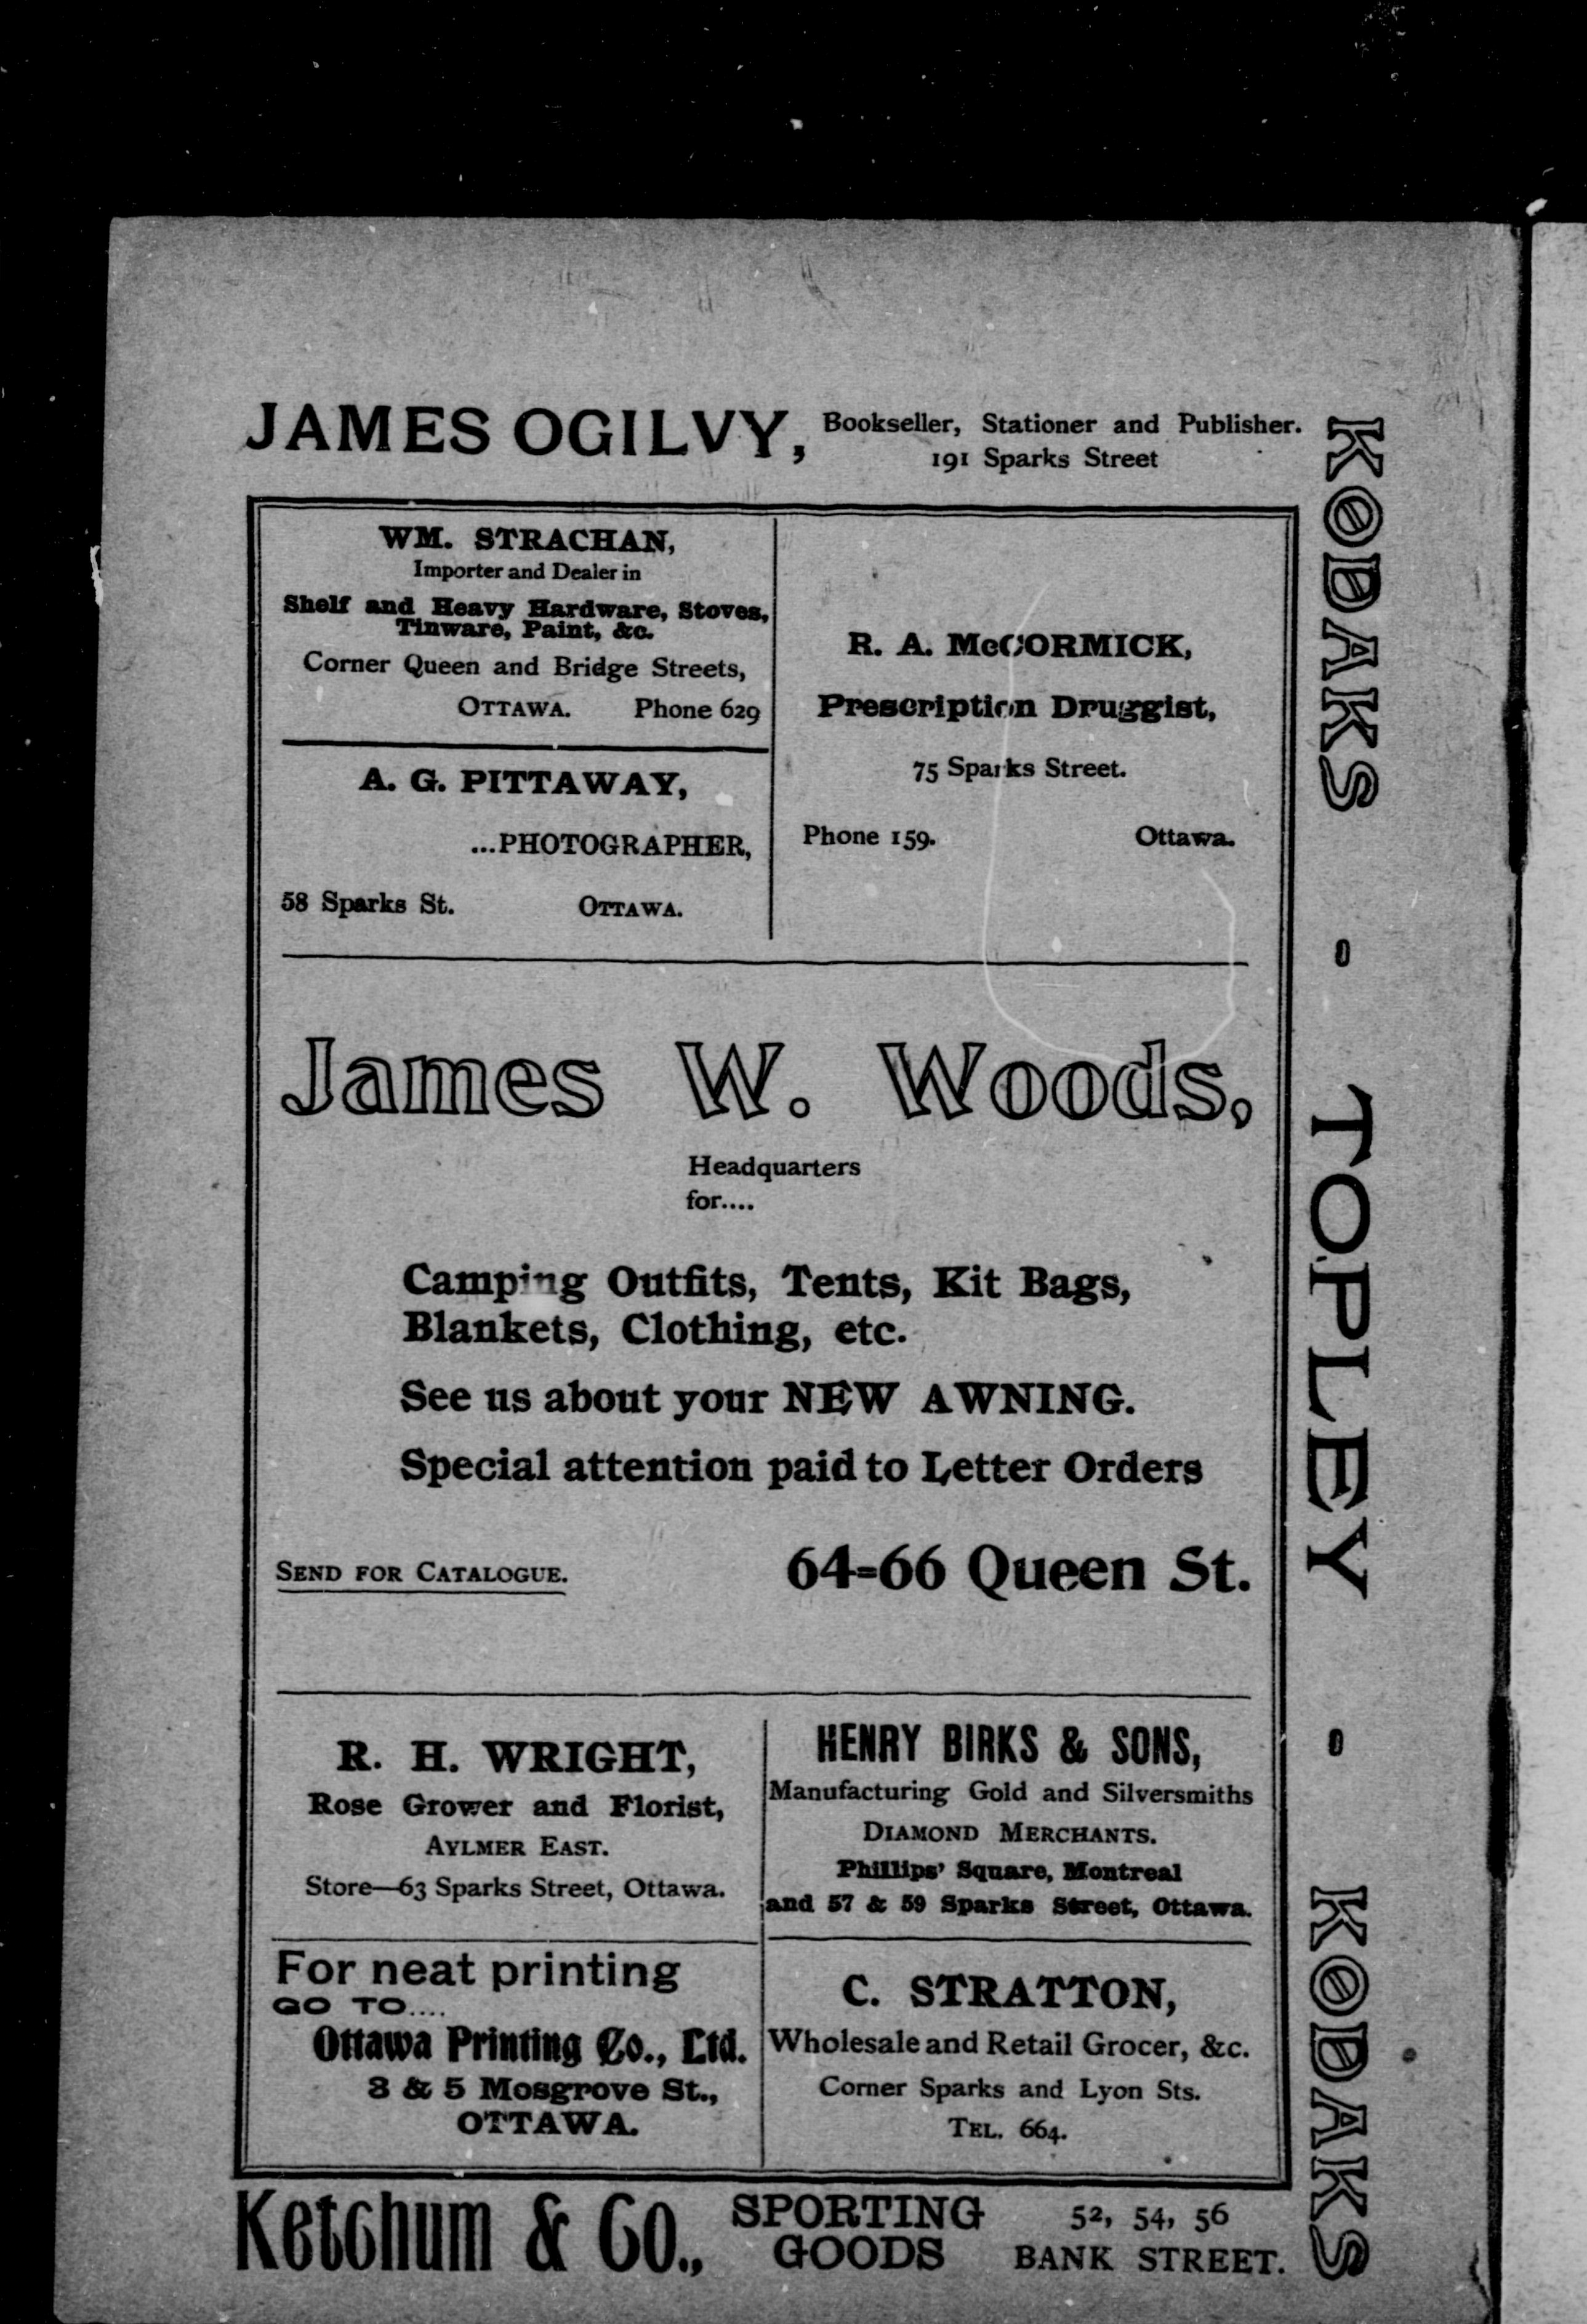 JAMES OGILVY, Bookseller, Stationer and Publisher.
191 Sparks Street
WM. STRACHAN,
Importer and Dealer in
Shelf and Heavy Hardware, Stoves,
Tinware, Paint, &c.
Corner Queen and Bridge Streets,
OTTAWA. Phone 629
A. G. PITTAWAY,
...PHOTOGRAPHER,
58 Sparks St. OTTAWA.
R. A. McCORMICK,
Prescription Druggist,
75 Sparks Street.
Phone 159. Ottawa.
James W. Woods,
Headquarters
for....
Camping Outfits, Tents, Kit Bags,
Blankets, Clothing, etc.
See us about your NEW AWNING.
Special attention paid to Letter Orders
SEND FOR CATALOGUE. 64=66 Queen St.
R. H. WRIGHT,
Rose Grower and Florist,
AYLMER EAST.
Store—63 Sparks Street, Ottawa.
HENRY BIRKS & SONS,
Manufacturing Gold and Silversmiths
DIAMOND MERCHANTS.
Phillips' Square, Montreal
and 57 & 59 Sparks Street, Ottawa.
For neat printing
GO TO....
Ottawa Printing Co., Ltd.
3 & 5 Mosgrove St.,
OTTAWA.
C. STRATTON,
Wholesale and Retail Grocer, &c.
Corner Sparks and Lyon Sts.
TEL. 664.
Ketchum & Co., SPORTING GOODS 52, 54, 56 BANK STREET.
KODAKS - TOPLEY - KODAKS